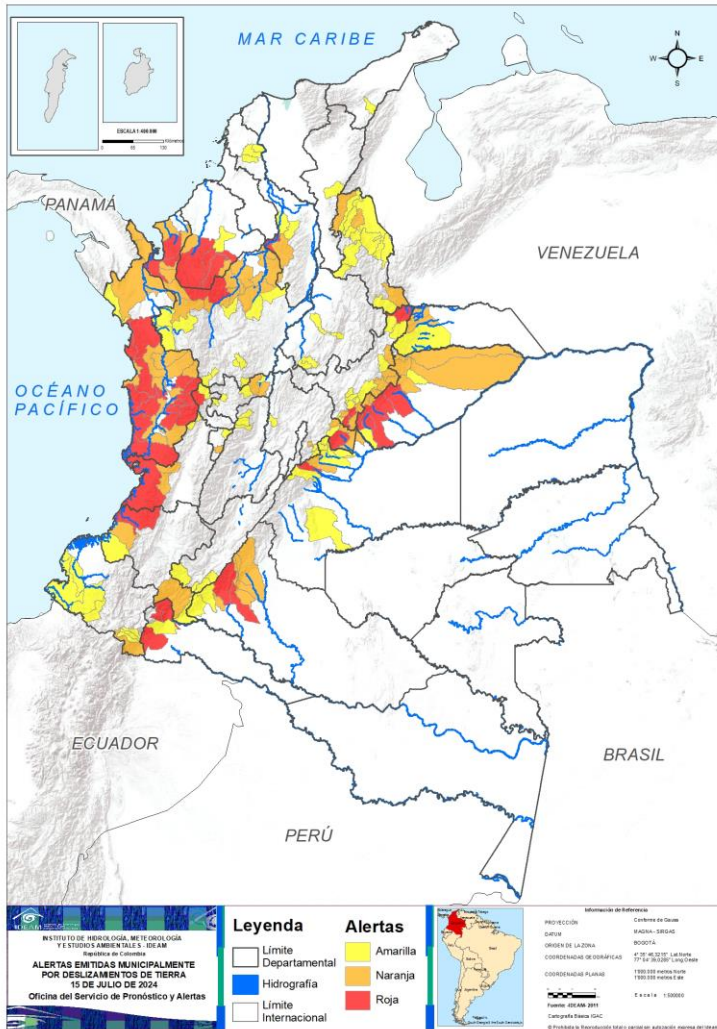 MAR CARIBE
N
W
E
S
ESCALA 1:400.000
PANAMÁ
VENEZUELA
OCÉANO
PACÍFICO
ECUADOR
BRASIL
PERÚ
IDEAM
INSTITUTO DE HIDROLOGÍA, METEOROLOGÍA
Y ESTUDIOS AMBIENTALES - IDEAM
República de Colombia
ALERTAS EMITIDAS MUNICIPALMENTE
POR DESLIZAMIENTOS DE TIERRA
15 DE JULIO DE 2024
Oficina del Servicio de Pronóstico y Alertas
Leyenda
Límite
Departamental
Hidrografía
Límite
Internacional
Alertas
Amarilla
Naranja
Roja
Información de Referencia
PROYECCIÓN Conforme de Gauss
DATUM MAGNA - SIRGAS
ORIGEN DE LA ZONA BOGOTÁ
COORDENADAS GEOGRÁFICAS
COORDENADAS PLANAS
Fuente: IDEAM 2011
Cartografía Básica IGAC